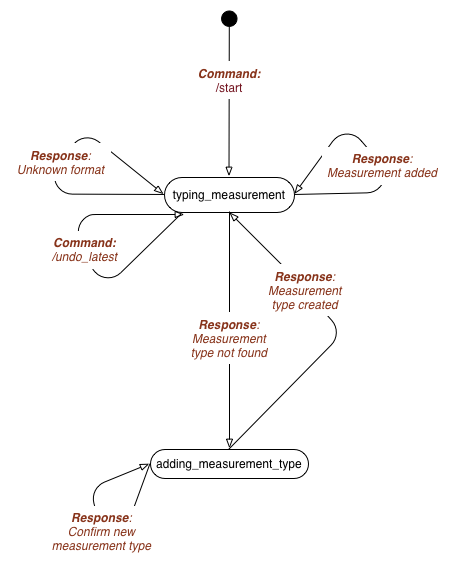 Command:
/start
Response:
Unknown format
Response:
Measurement added
typing_measurement
Command:
/undo_latest
Response:
Measurement
type created
Response:
Measurement
type not found
adding_measurement_type
Response:
Confirm new
measurement type